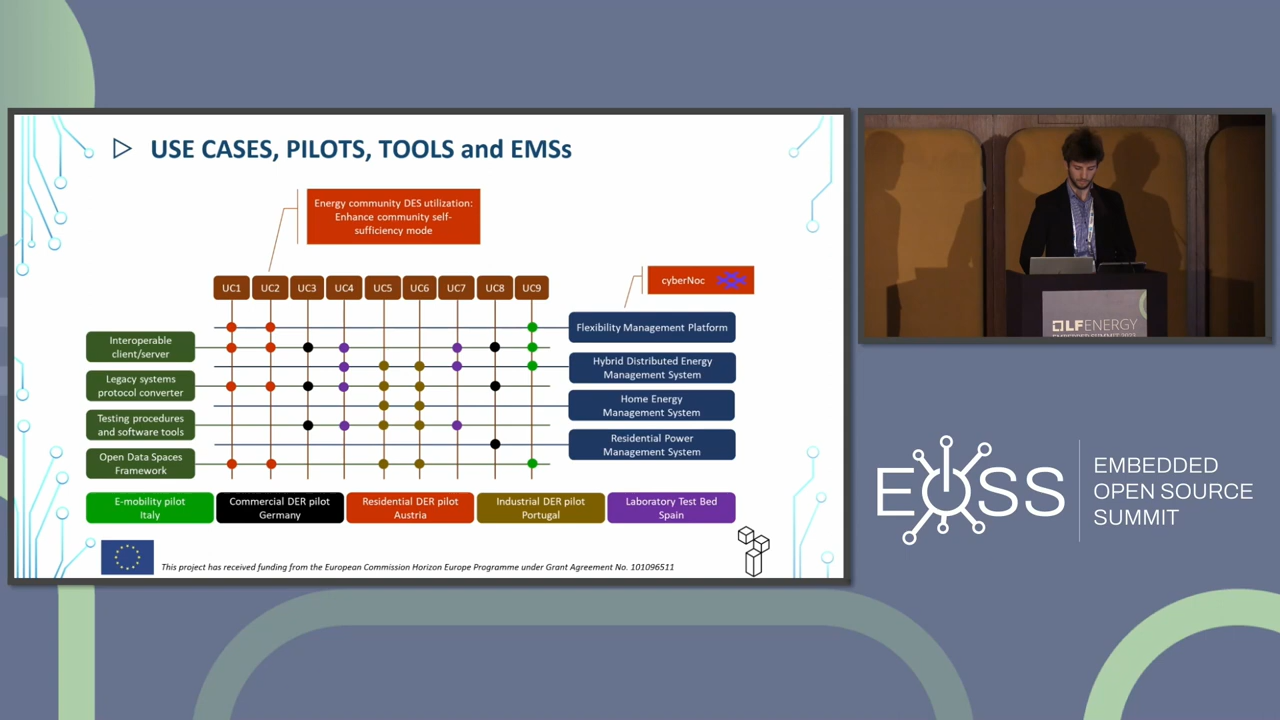 USE CASES, PILOTS, TOOLS and EMSs
Energy community DES utilization:
Enhance community self-
sufficiency mode
cyberNoc
UC1 UC2 UC3 UC4 UC5 UC6 UC7 UC8 UC9
Flexibility Management Platform
Interoperable
client/server
Hybrid Distributed Energy
Management System
Legacy systems
protocol converter
Home Energy
Management System
Testing procedures
and software tools
Residential Power
Management System
Open Data Spaces
Framework
E-mobility pilot
Italy
Commercial DER pilot
Germany
Residential DER pilot
Austria
Industrial DER pilot
Portugal
Laboratory Test Bed
Spain
This project has received funding from the European Commission Horizon Europe Programme under Grant Agreement No. 101096511
LFENERGY
EOSS
EMBEDDED
OPEN SOURCE
SUMMIT